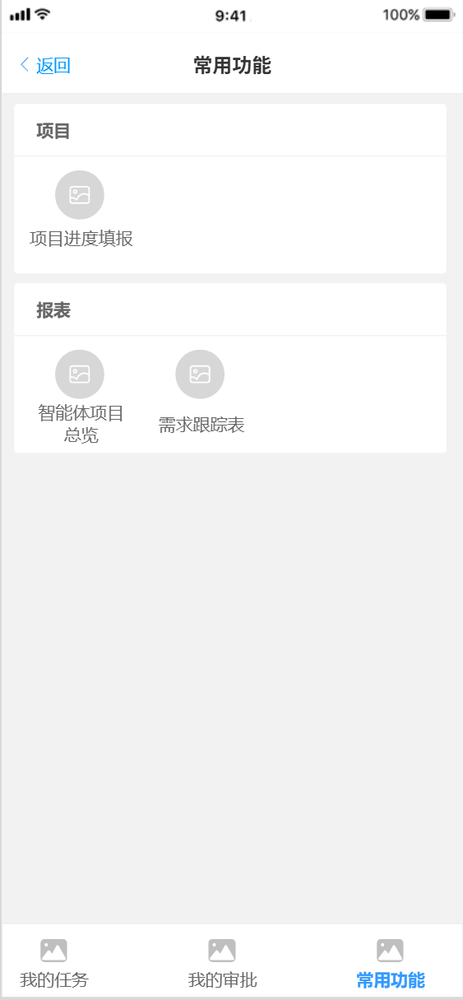 9:41
100%
返回
常用功能
项目
项目进度填报
报表
智能体项目
总览
需求跟踪表
我的任务
我的审批
常用功能